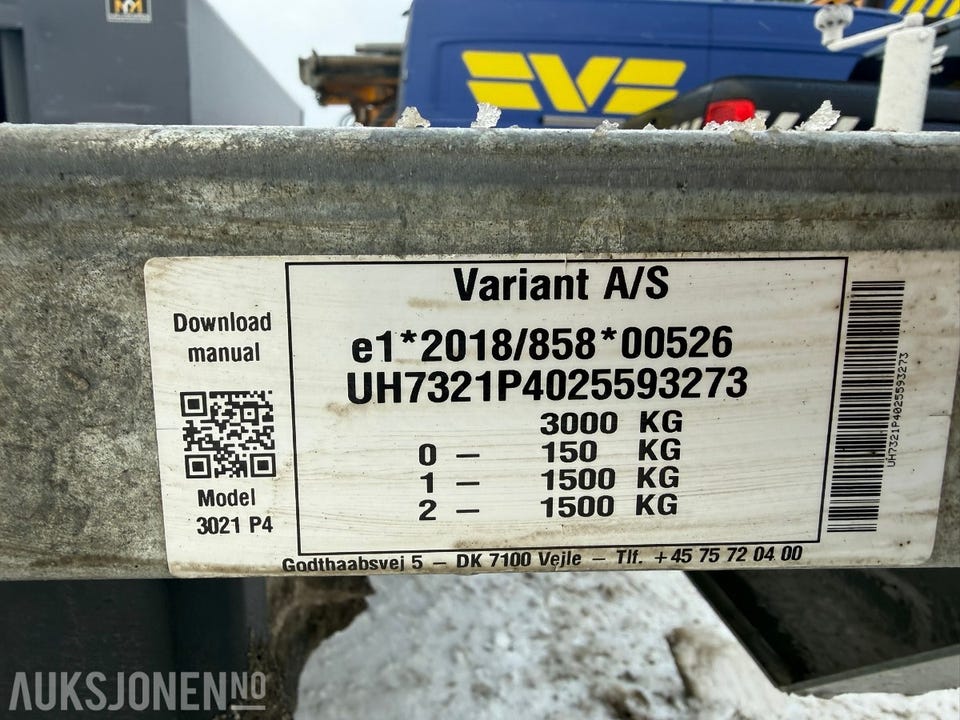 Download
manual
Model
3021 P4
Variant A/S
e1*2018/858*00526
UH7321P4025593273
3000 KG
0 – 150 KG
1 – 1500 KG
2 – 1500 KG
Godthaabsvej 5 – DK 7100 Vejle – Tlf. +45 75 72 04 00
UH7321P4025593273
AUKSJONEN.NO